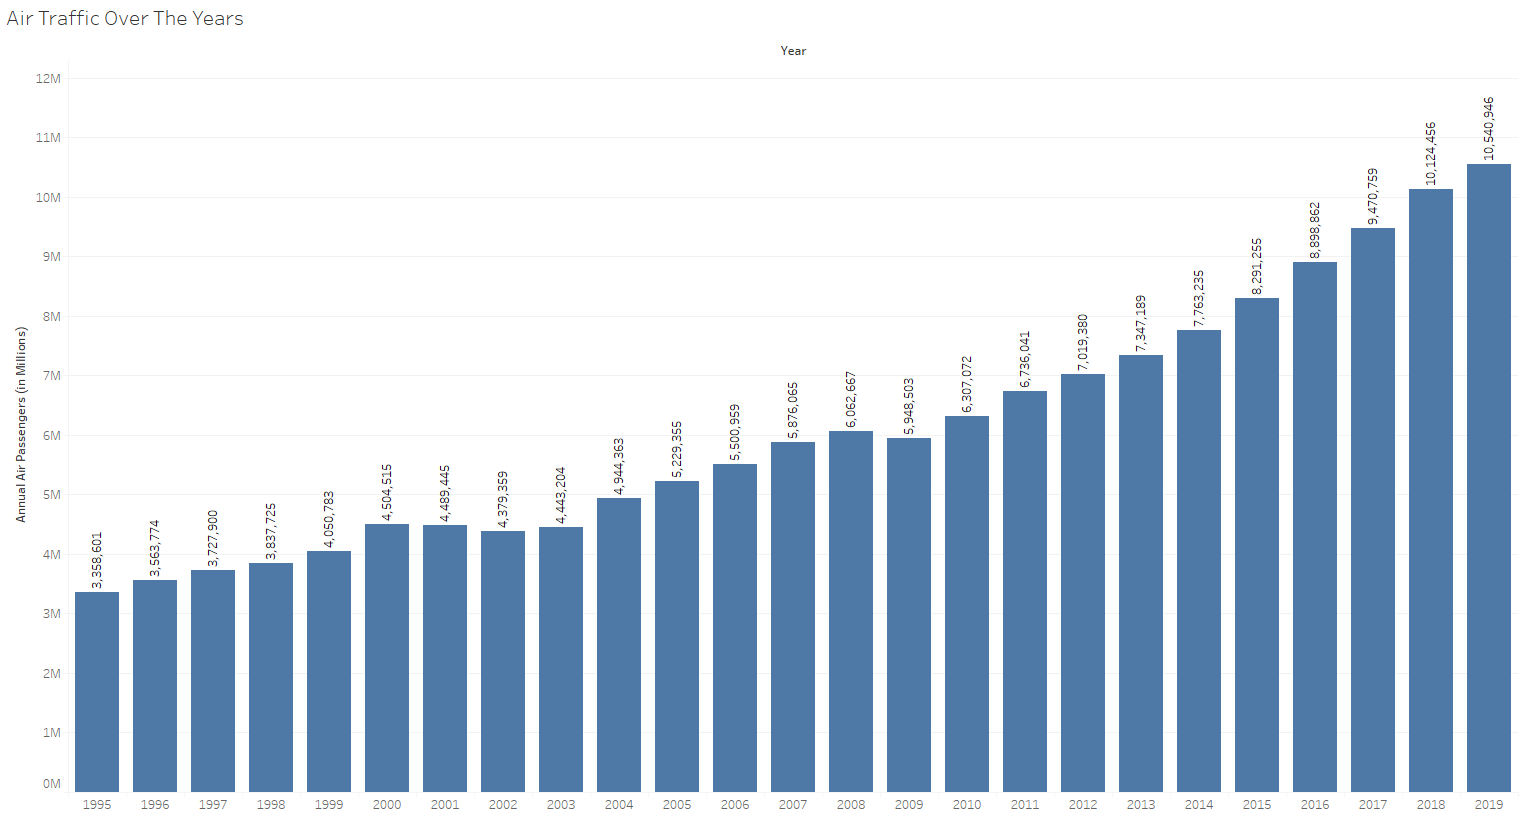 Air Traffic Over The Years
Year
Annual Air Passengers (in Millions)
12M
11M
10M
9M
8M
7M
6M
5M
4M
3M
2M
1M
0M
3,358,601
3,563,774
3,727,900
3,837,725
4,050,783
4,504,515
4,489,445
4,379,359
4,443,204
4,944,363
5,229,355
5,500,959
5,876,065
6,062,667
5,948,503
6,307,072
6,736,041
7,019,380
7,347,189
7,763,235
8,291,255
8,898,862
9,470,759
10,124,456
10,540,946
1995 1996 1997 1998 1999 2000 2001 2002 2003 2004 2005 2006 2007 2008 2009 2010 2011 2012 2013 2014 2015 2016 2017 2018 2019